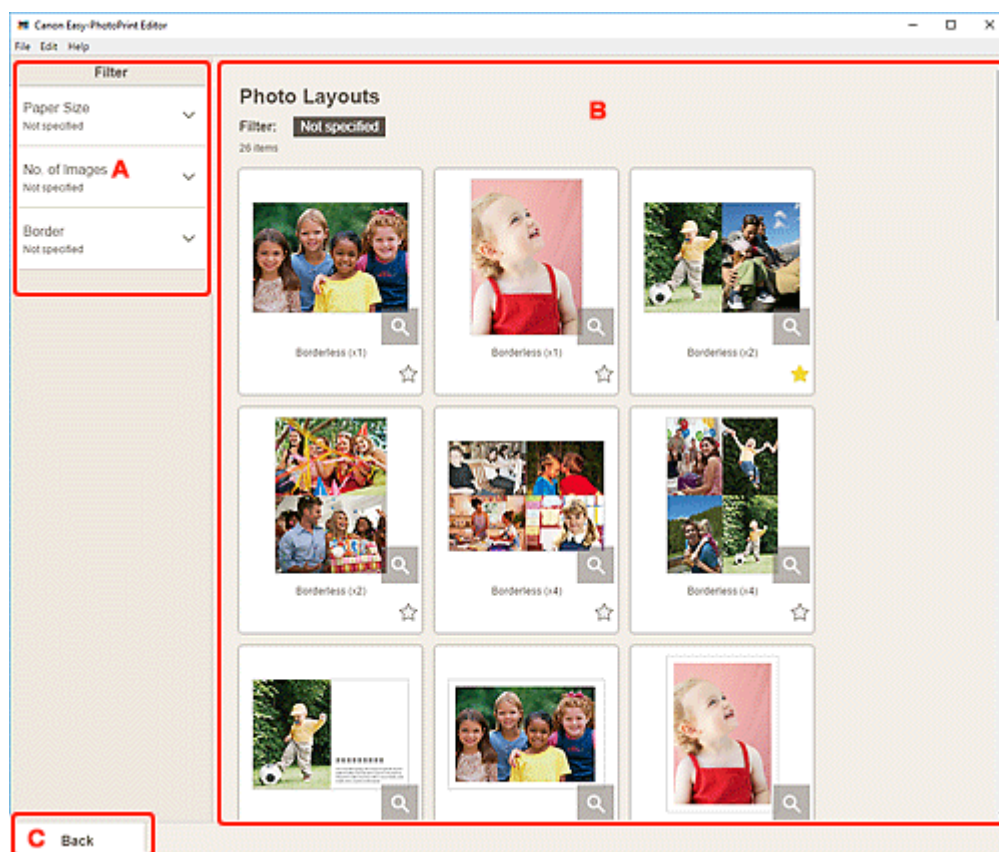 Canon Easy-PhotoPrint Editor
File Edit Help
Filter
Paper Size
Not specified
No. of Images A
Not specified
Border
Not specified
Photo Layouts
B
Filter: Not specified
26 items
Borderless (x1)
Borderless (x1)
Borderless (x2)
Borderless (x2)
Borderless (x4)
Borderless (x4)
C Back